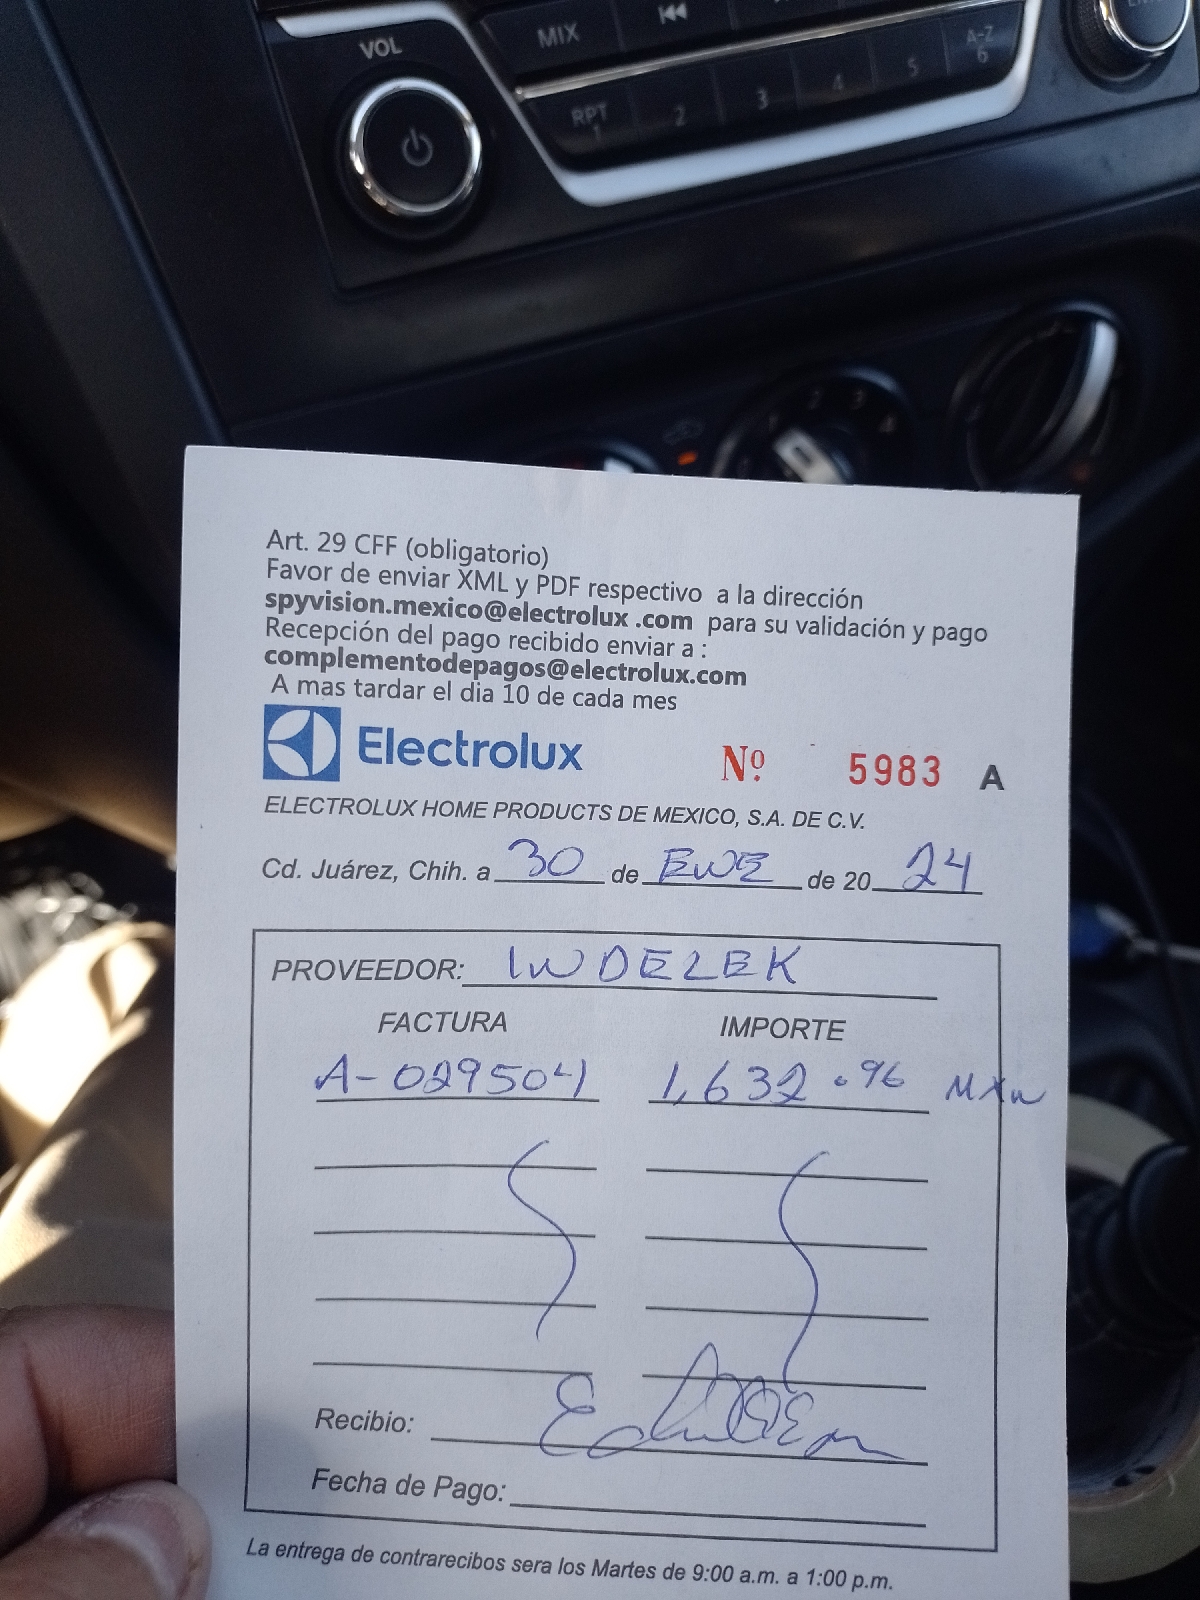 VOL
MIX
RPT
1 2 3 4 5 6
A-Z
2 3 4
Art. 29 CFF (obligatorio)
Favor de enviar XML y PDF respectivo a la dirección
spyvision.mexico@electrolux .com para su validación y pago
Recepción del pago recibido enviar a :
complementodepagos@electrolux.com
A mas tardar el dia 10 de cada mes
Electrolux Nº 5983 A
ELECTROLUX HOME PRODUCTS DE MEXICO, S.A. DE C.V.
Cd. Juárez, Chih. a 30 de ENE de 20 24
PROVEEDOR: INDELEK
FACTURA IMPORTE
A-029504 1,632.96 MXN
Recibio:
Fecha de Pago:
La entrega de contrarecibos sera los Martes de 9:00 a.m. a 1:00 p.m.